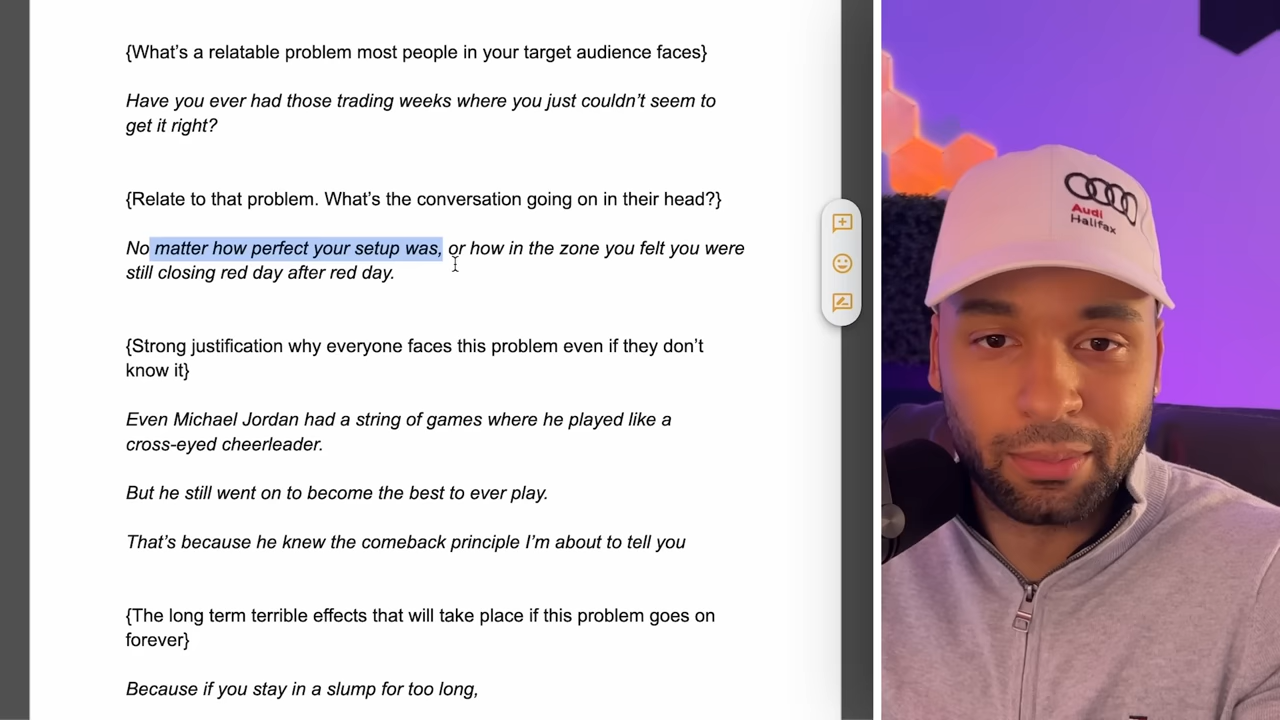 {What’s a relatable problem most people in your target audience faces}
Have you ever had those trading weeks where you just couldn’t seem to
get it right?
{Relate to that problem. What’s the conversation going on in their head?}
No matter how perfect your setup was, or how in the zone you felt you were
still closing red day after red day.
{Strong justification why everyone faces this problem even if they don’t
know it}
Even Michael Jordan had a string of games where he played like a
cross-eyed cheerleader.
But he still went on to become the best to ever play.
That’s because he knew the comeback principle I’m about to tell you
{The long term terrible effects that will take place if this problem goes on
forever}
Because if you stay in a slump for too long,
Audi
Halifax